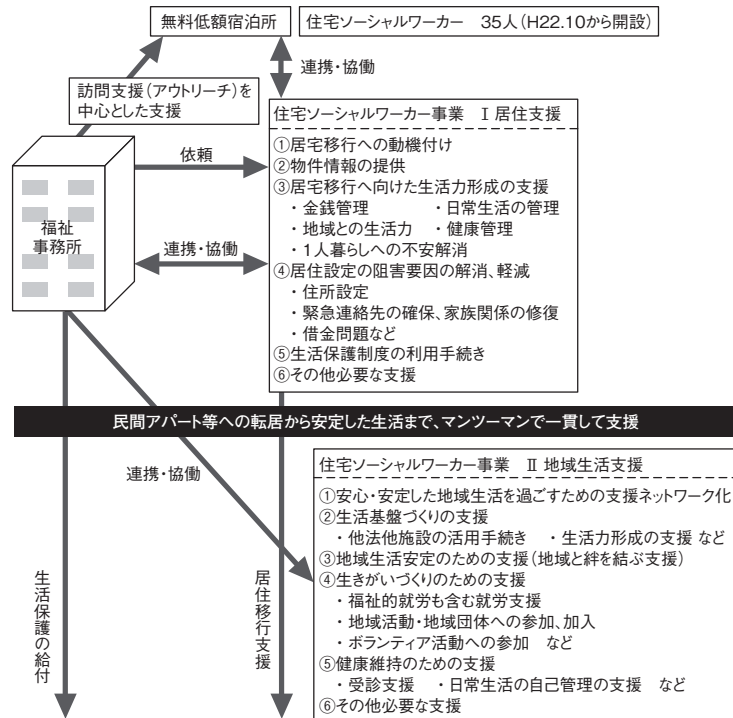 無料低額宿泊所
住宅ソーシャルワーカー 35人(H22.10から開設)
連携・協働
訪問支援(アウトリーチ)を
中心とした支援
福祉
事務所
依頼
連携・協働
住宅ソーシャルワーカー事業 Ⅰ 居住支援
①居宅移行への動機付け
②物件情報の提供
③居宅移行へ向けた生活力形成の支援
・金銭管理 ・日常生活の管理
・地域との生活力 ・健康管理
・1人暮らしへの不安解消
④居住設定の阻害要因の解消、軽減
・住所設定
・緊急連絡先の確保、家族関係の修復
・借金問題など
⑤生活保護制度の利用手続き
⑥その他必要な支援
民間アパート等への転居から安定した生活まで、マンツーマンで一貫して支援
連携・協働
生活保護の給付
居住移行支援
住宅ソーシャルワーカー事業 Ⅱ 地域生活支援
①安心・安定した地域生活を過ごすための支援ネットワーク化
②生活基盤づくりの支援
・他法他施設の活用手続き ・生活力形成の支援 など
③地域生活安定のための支援(地域と絆を結ぶ支援)
④生きがいづくりのための支援
・福祉的就労も含む就労支援
・地域活動・地域団体への参加、加入
・ボランティア活動への参加 など
⑤健康維持のための支援
・受診支援 ・日常生活の自己管理の支援 など
⑥その他必要な支援